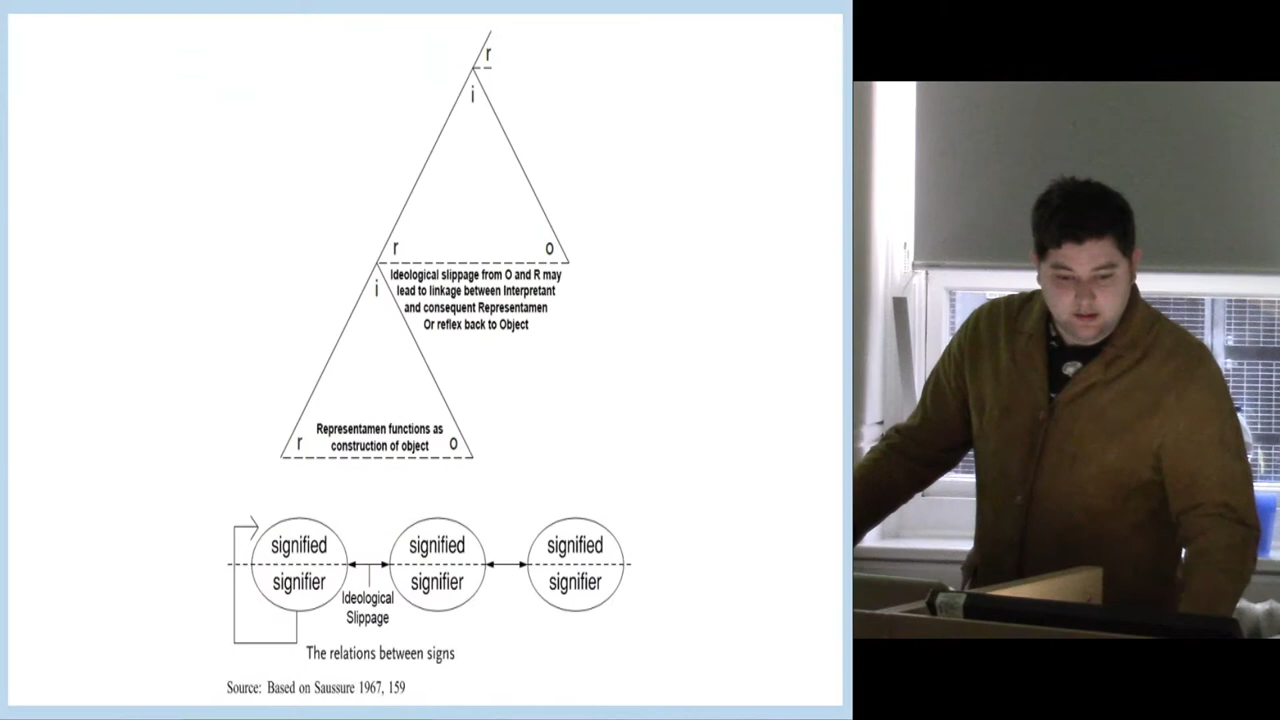 r
i
r o
Ideological slippage from O and R may
lead to linkage between Interpretant
and consequent Representamen
Or reflex back to Object
i
Representamen functions as
construction of object
r o
signified signified signified
signifier signifier signifier
Ideological
Slippage
The relations between signs
Source: Based on Saussure 1967, 159